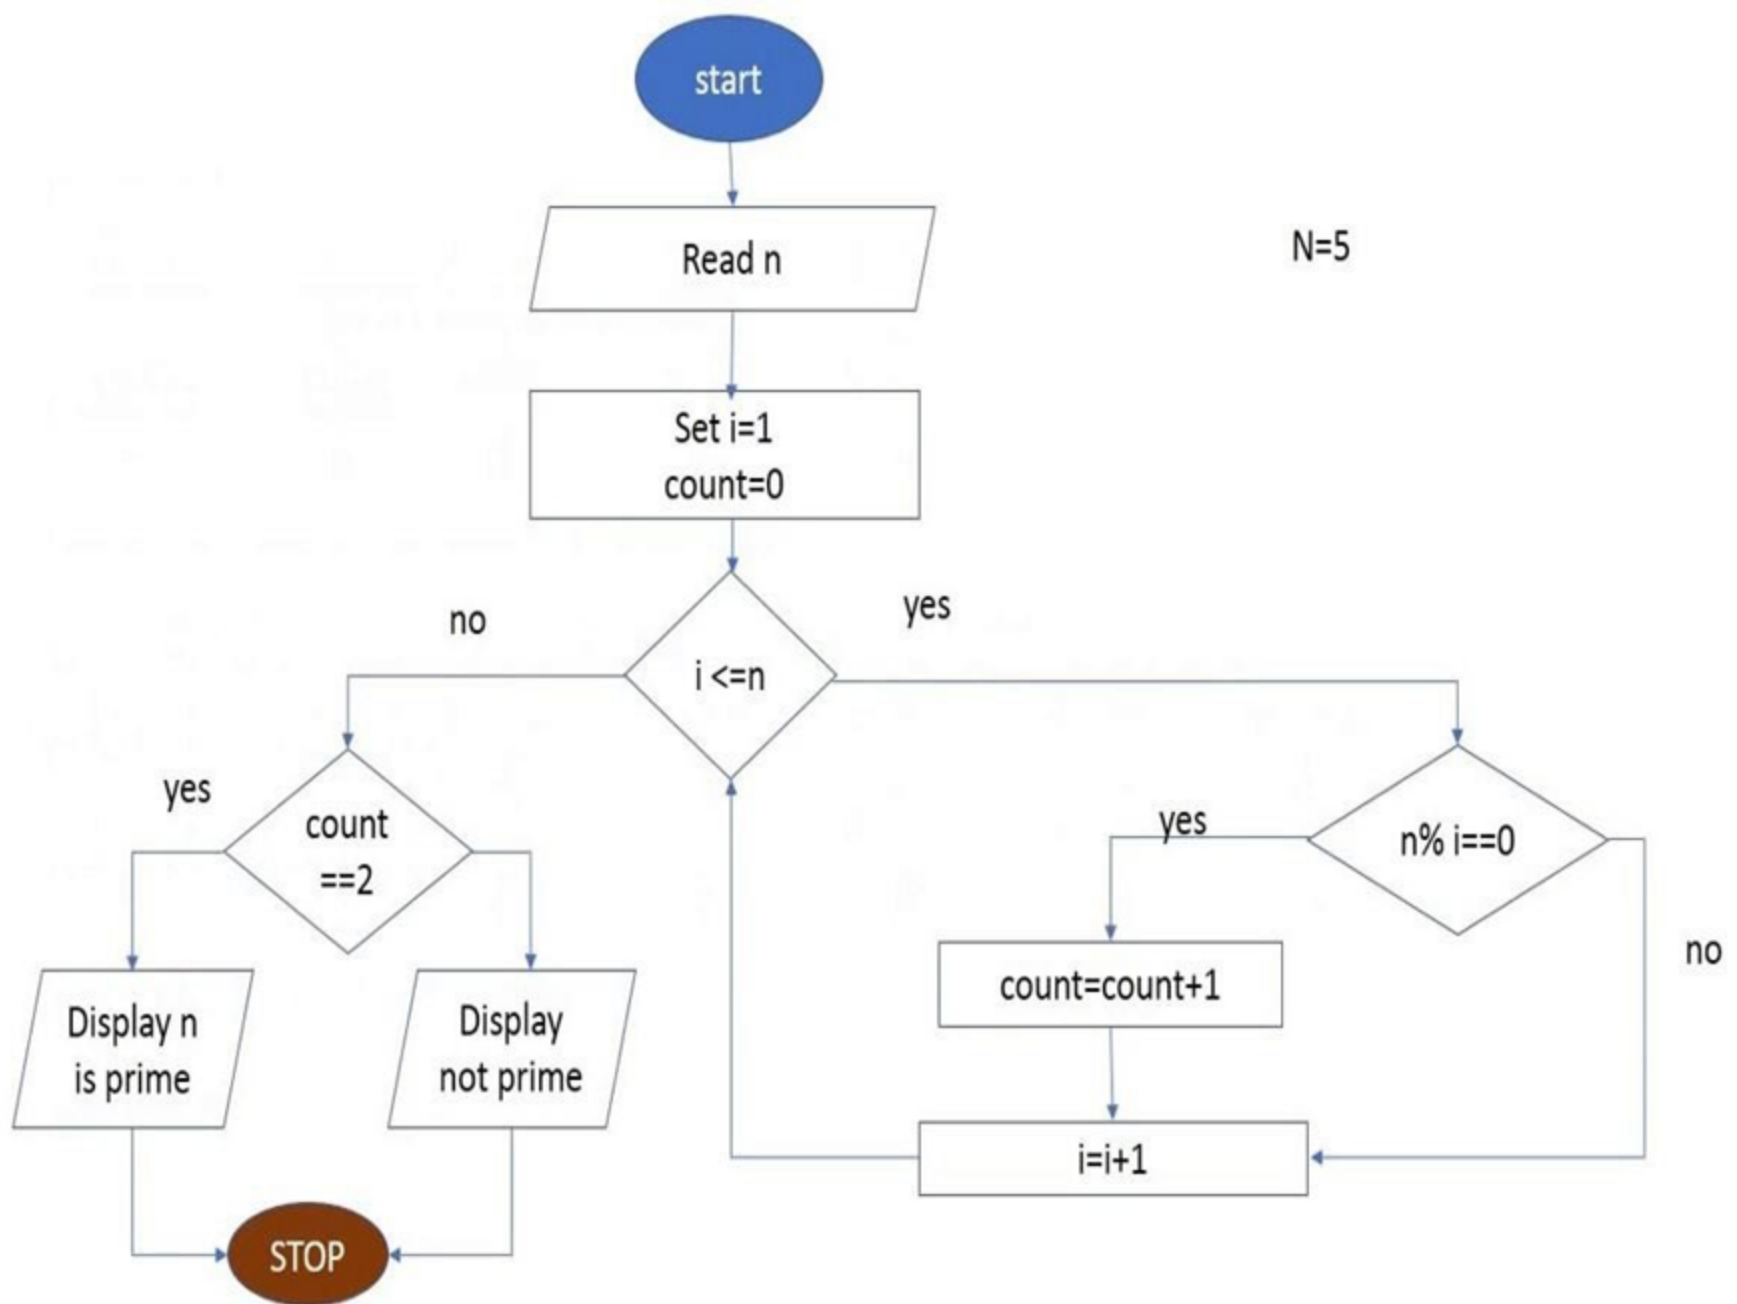 start
Read n
N=5
Set i=1
count=0
no
yes
i <=n
yes
count
==2
yes
n% i==0
no
count=count+1
Display n
is prime
Display
not prime
i=i+1
STOP